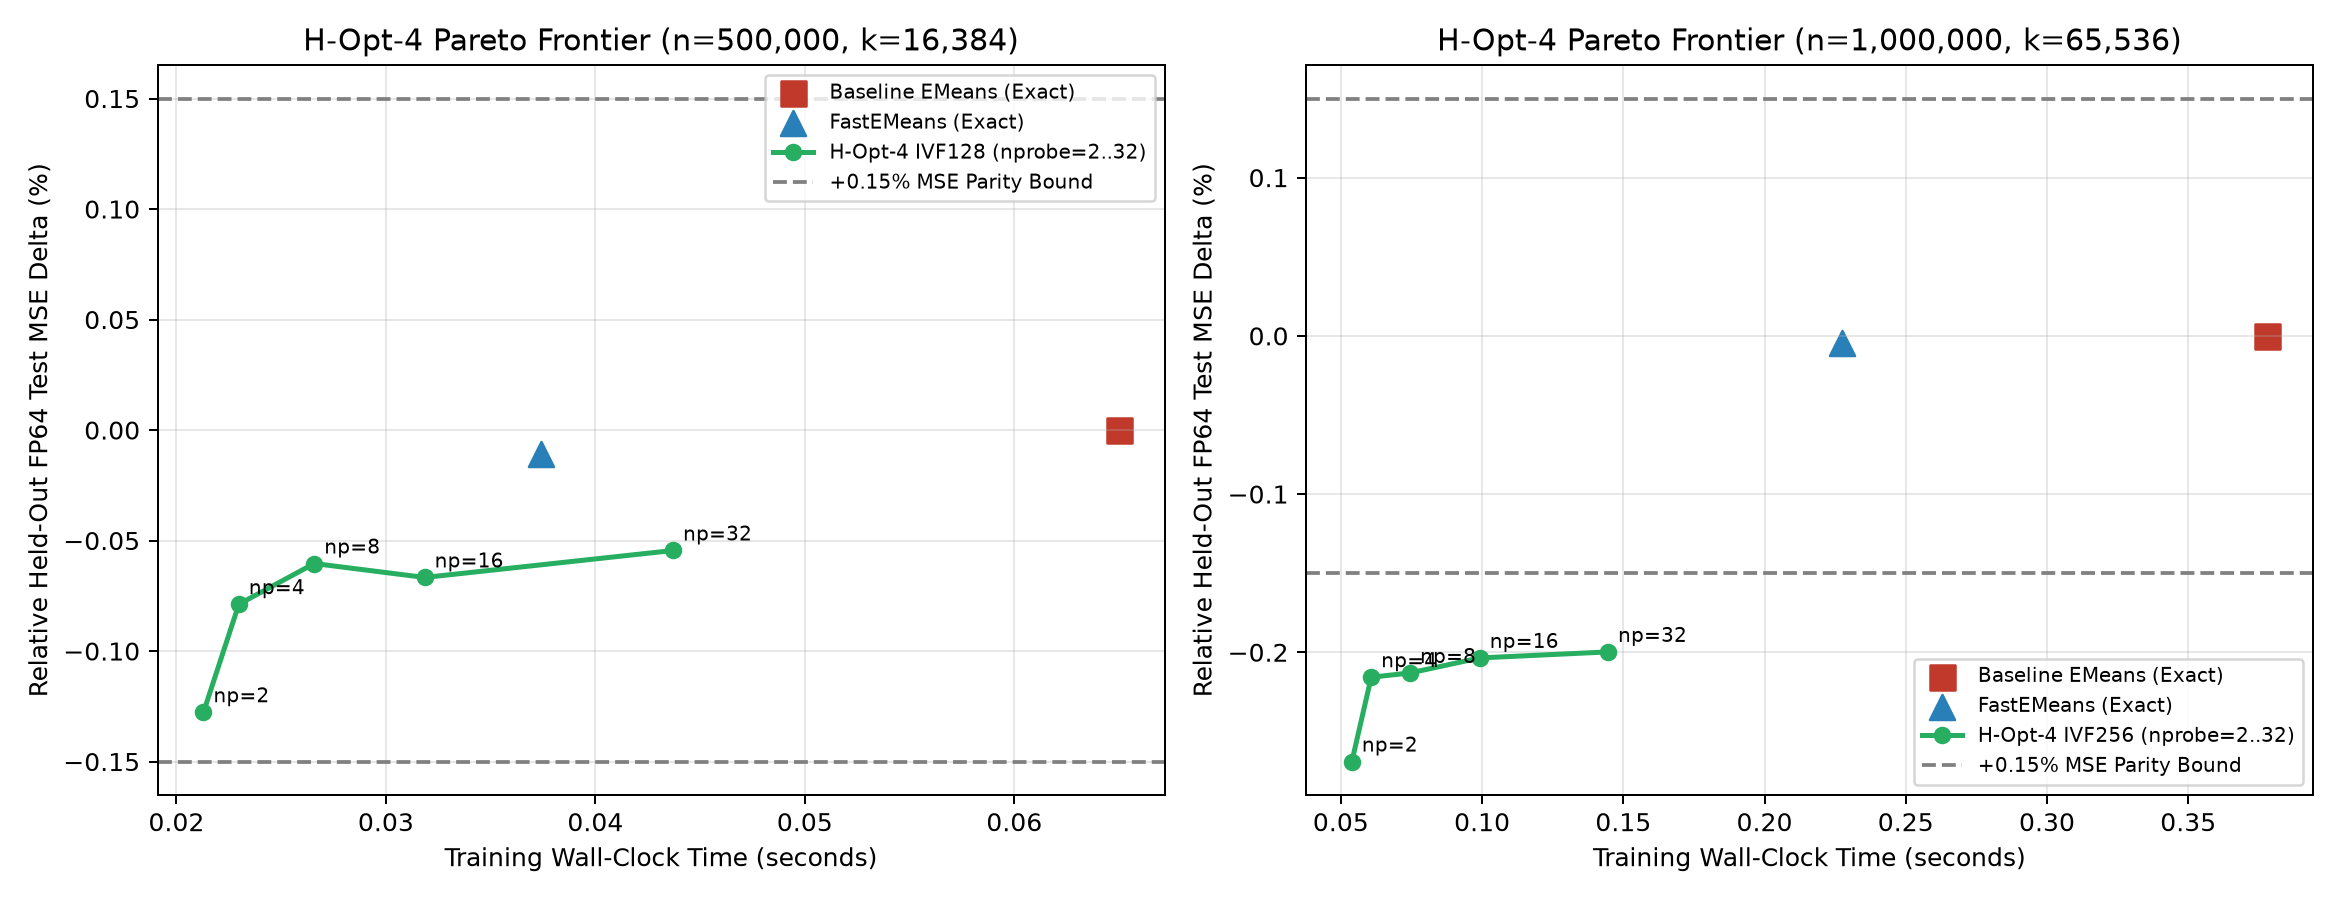 H-Opt-4 Pareto Frontier (n=500,000, k=16,384)
Relative Held-Out FP64 Test MSE Delta (%)
0.15
0.10
0.05
0.00
−0.05
−0.10
−0.15
Baseline EMeans (Exact)
FastEMeans (Exact)
H-Opt-4 IVF128 (nprobe=2..32)
+0.15% MSE Parity Bound
np=2
np=4
np=8
np=16
np=32
0.02 0.03 0.04 0.05 0.06
Training Wall-Clock Time (seconds)
H-Opt-4 Pareto Frontier (n=1,000,000, k=65,536)
Relative Held-Out FP64 Test MSE Delta (%)
0.1
0.0
−0.1
−0.2
np=2
np=4
np=8
np=16
np=32
Baseline EMeans (Exact)
FastEMeans (Exact)
H-Opt-4 IVF256 (nprobe=2..32)
+0.15% MSE Parity Bound
0.05 0.10 0.15 0.20 0.25 0.30 0.35
Training Wall-Clock Time (seconds)